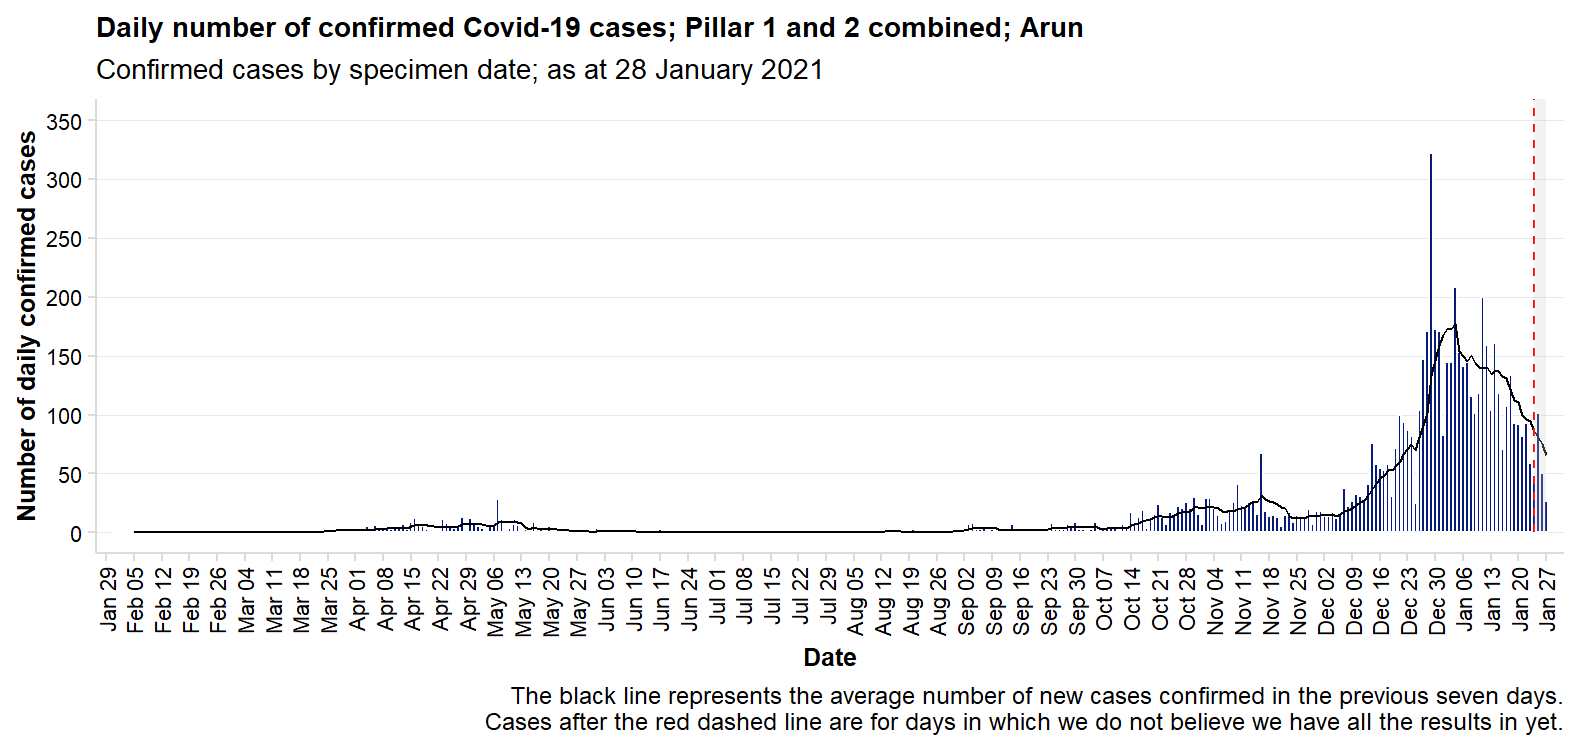 Daily number of confirmed Covid-19 cases; Pillar 1 and 2 combined; Arun
Confirmed cases by specimen date; as at 28 January 2021
Number of daily confirmed cases
350
300
250
200
150
100
50
0
Jan 29
Feb 05
Feb 12
Feb 19
Feb 26
Mar 04
Mar 11
Mar 18
Mar 25
Apr 01
Apr 08
Apr 15
Apr 22
Apr 29
May 06
May 13
May 20
May 27
Jun 03
Jun 10
Jun 17
Jun 24
Jul 01
Jul 08
Jul 15
Jul 22
Jul 29
Aug 05
Aug 12
Aug 19
Aug 26
Sep 02
Sep 09
Sep 16
Sep 23
Sep 30
Oct 07
Oct 14
Oct 21
Oct 28
Nov 04
Nov 11
Nov 18
Nov 25
Dec 02
Dec 09
Dec 16
Dec 23
Dec 30
Jan 06
Jan 13
Jan 20
Jan 27
Date
The black line represents the average number of new cases confirmed in the previous seven days.
Cases after the red dashed line are for days in which we do not believe we have all the results in yet.